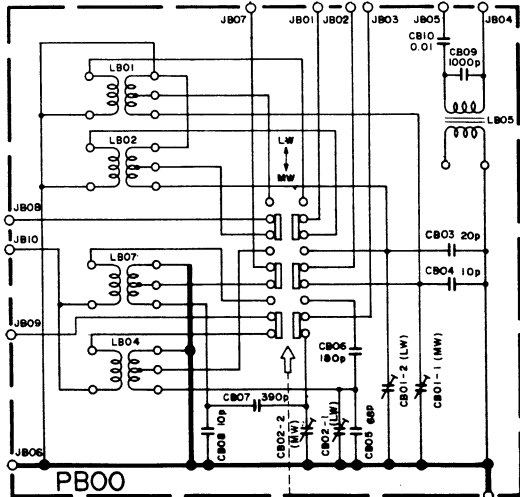 JB07 JB01 JB02 JB03 JB05 JB04
CB10
0.01
CB09
1000p
LB01
LB05
LB02
LW
MW
JB08
JB10
CB03 20p
LB07
CB04 10p
JB09
LB04
CB06
180p
CB01-2 (LW)
CB01-1 (MW)
CB07 390p
CB08 10p
CB02-2
(MW)
CB02-1
(LW)
CB05 68p
JB06
PB00